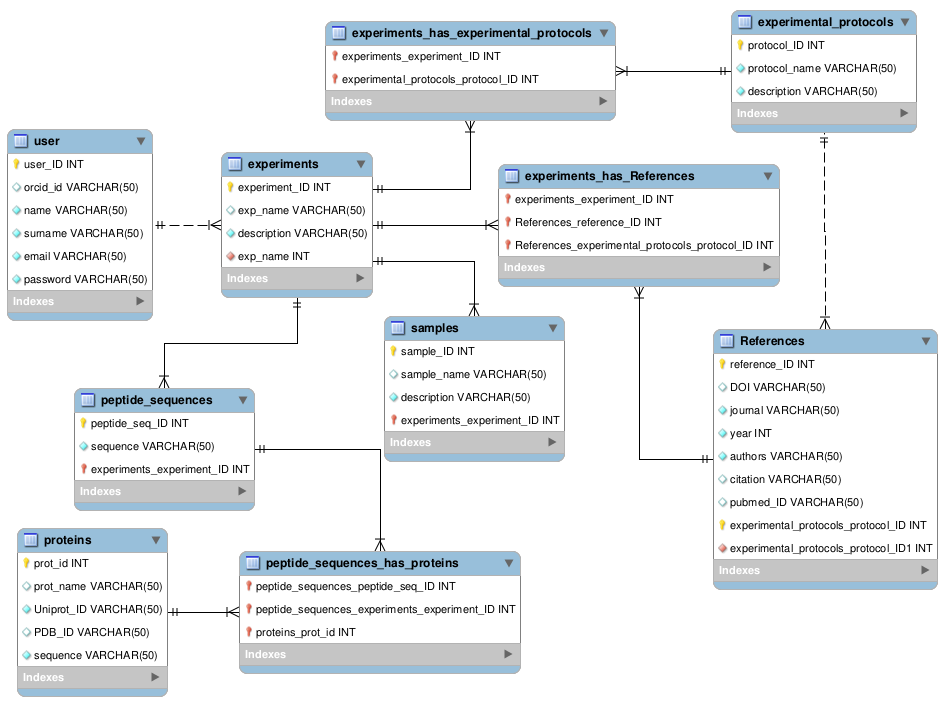 experiments_has_experimental_protocols
experiments_experiment_ID INT
experimental_protocols_protocol_ID INT
Indexes
experimental_protocols
protocol_ID INT
protocol_name VARCHAR(50)
description VARCHAR(50)
Indexes
user
user_ID INT
orcid_id VARCHAR(50)
name VARCHAR(50)
surname VARCHAR(50)
email VARCHAR(50)
password VARCHAR(50)
Indexes
experiments
experiment_ID INT
exp_name VARCHAR(50)
description VARCHAR(50)
exp_name INT
Indexes
experiments_has_References
experiments_experiment_ID INT
References_reference_ID INT
References_experimental_protocols_protocol_ID INT
Indexes
samples
sample_ID INT
sample_name VARCHAR(50)
description VARCHAR(50)
experiments_experiment_ID INT
Indexes
References
reference_ID INT
DOI VARCHAR(50)
journal VARCHAR(50)
year INT
authors VARCHAR(50)
citation VARCHAR(50)
pubmed_ID VARCHAR(50)
experimental_protocols_protocol_ID INT
experimental_protocols_protocol_ID1 INT
Indexes
peptide_sequences
peptide_seq_ID INT
sequence VARCHAR(50)
experiments_experiment_ID INT
Indexes
proteins
prot_id INT
prot_name VARCHAR(50)
Uniprot_ID VARCHAR(50)
PDB_ID VARCHAR(50)
sequence VARCHAR(50)
Indexes
peptide_sequences_has_proteins
peptide_sequences_peptide_seq_ID INT
peptide_sequences_experiments_experiment_ID INT
proteins_prot_id INT
Indexes